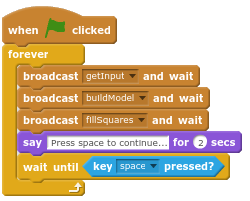 when clicked
forever
broadcast getInput and wait
broadcast buildModel and wait
broadcast fillSquares and wait
say Press space to continue... for 2 secs
wait until key space pressed?